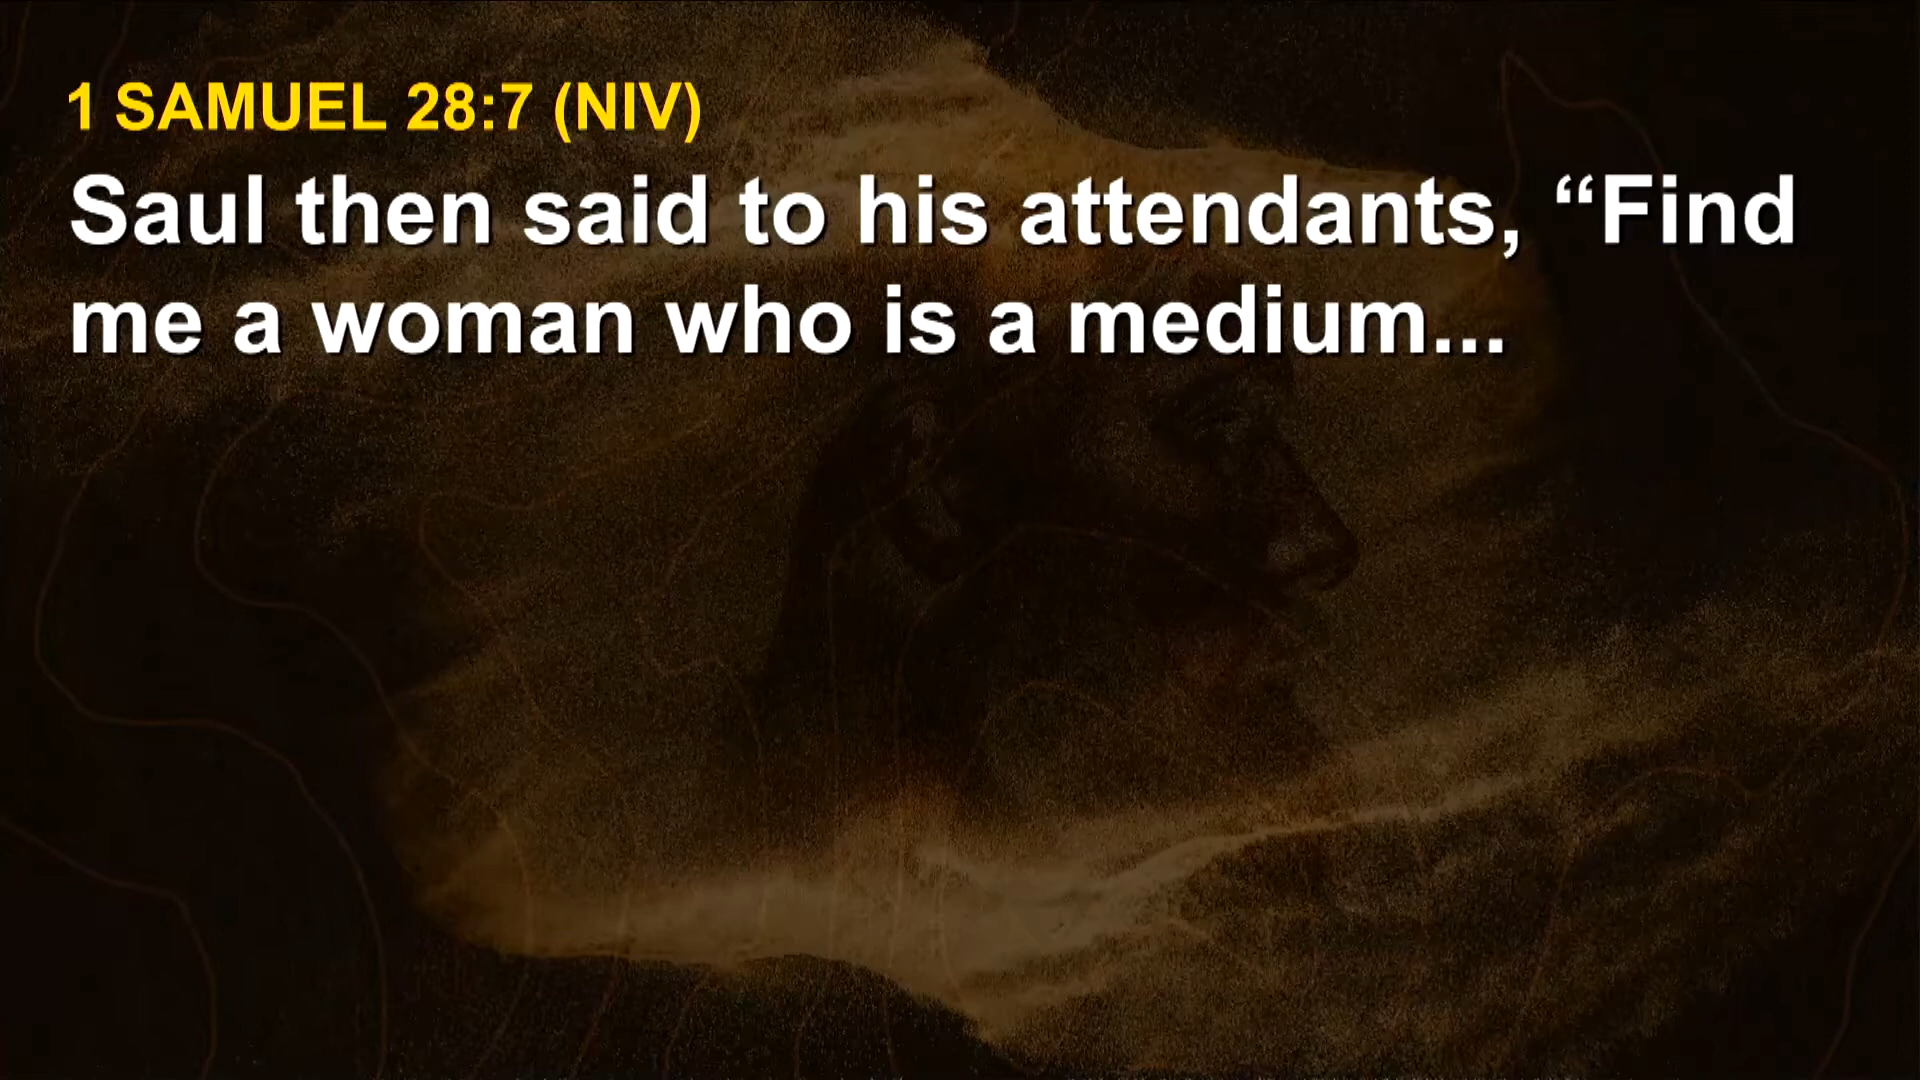 1 SAMUEL 28:7 (NIV)
Saul then said to his attendants, “Find
me a woman who is a medium...